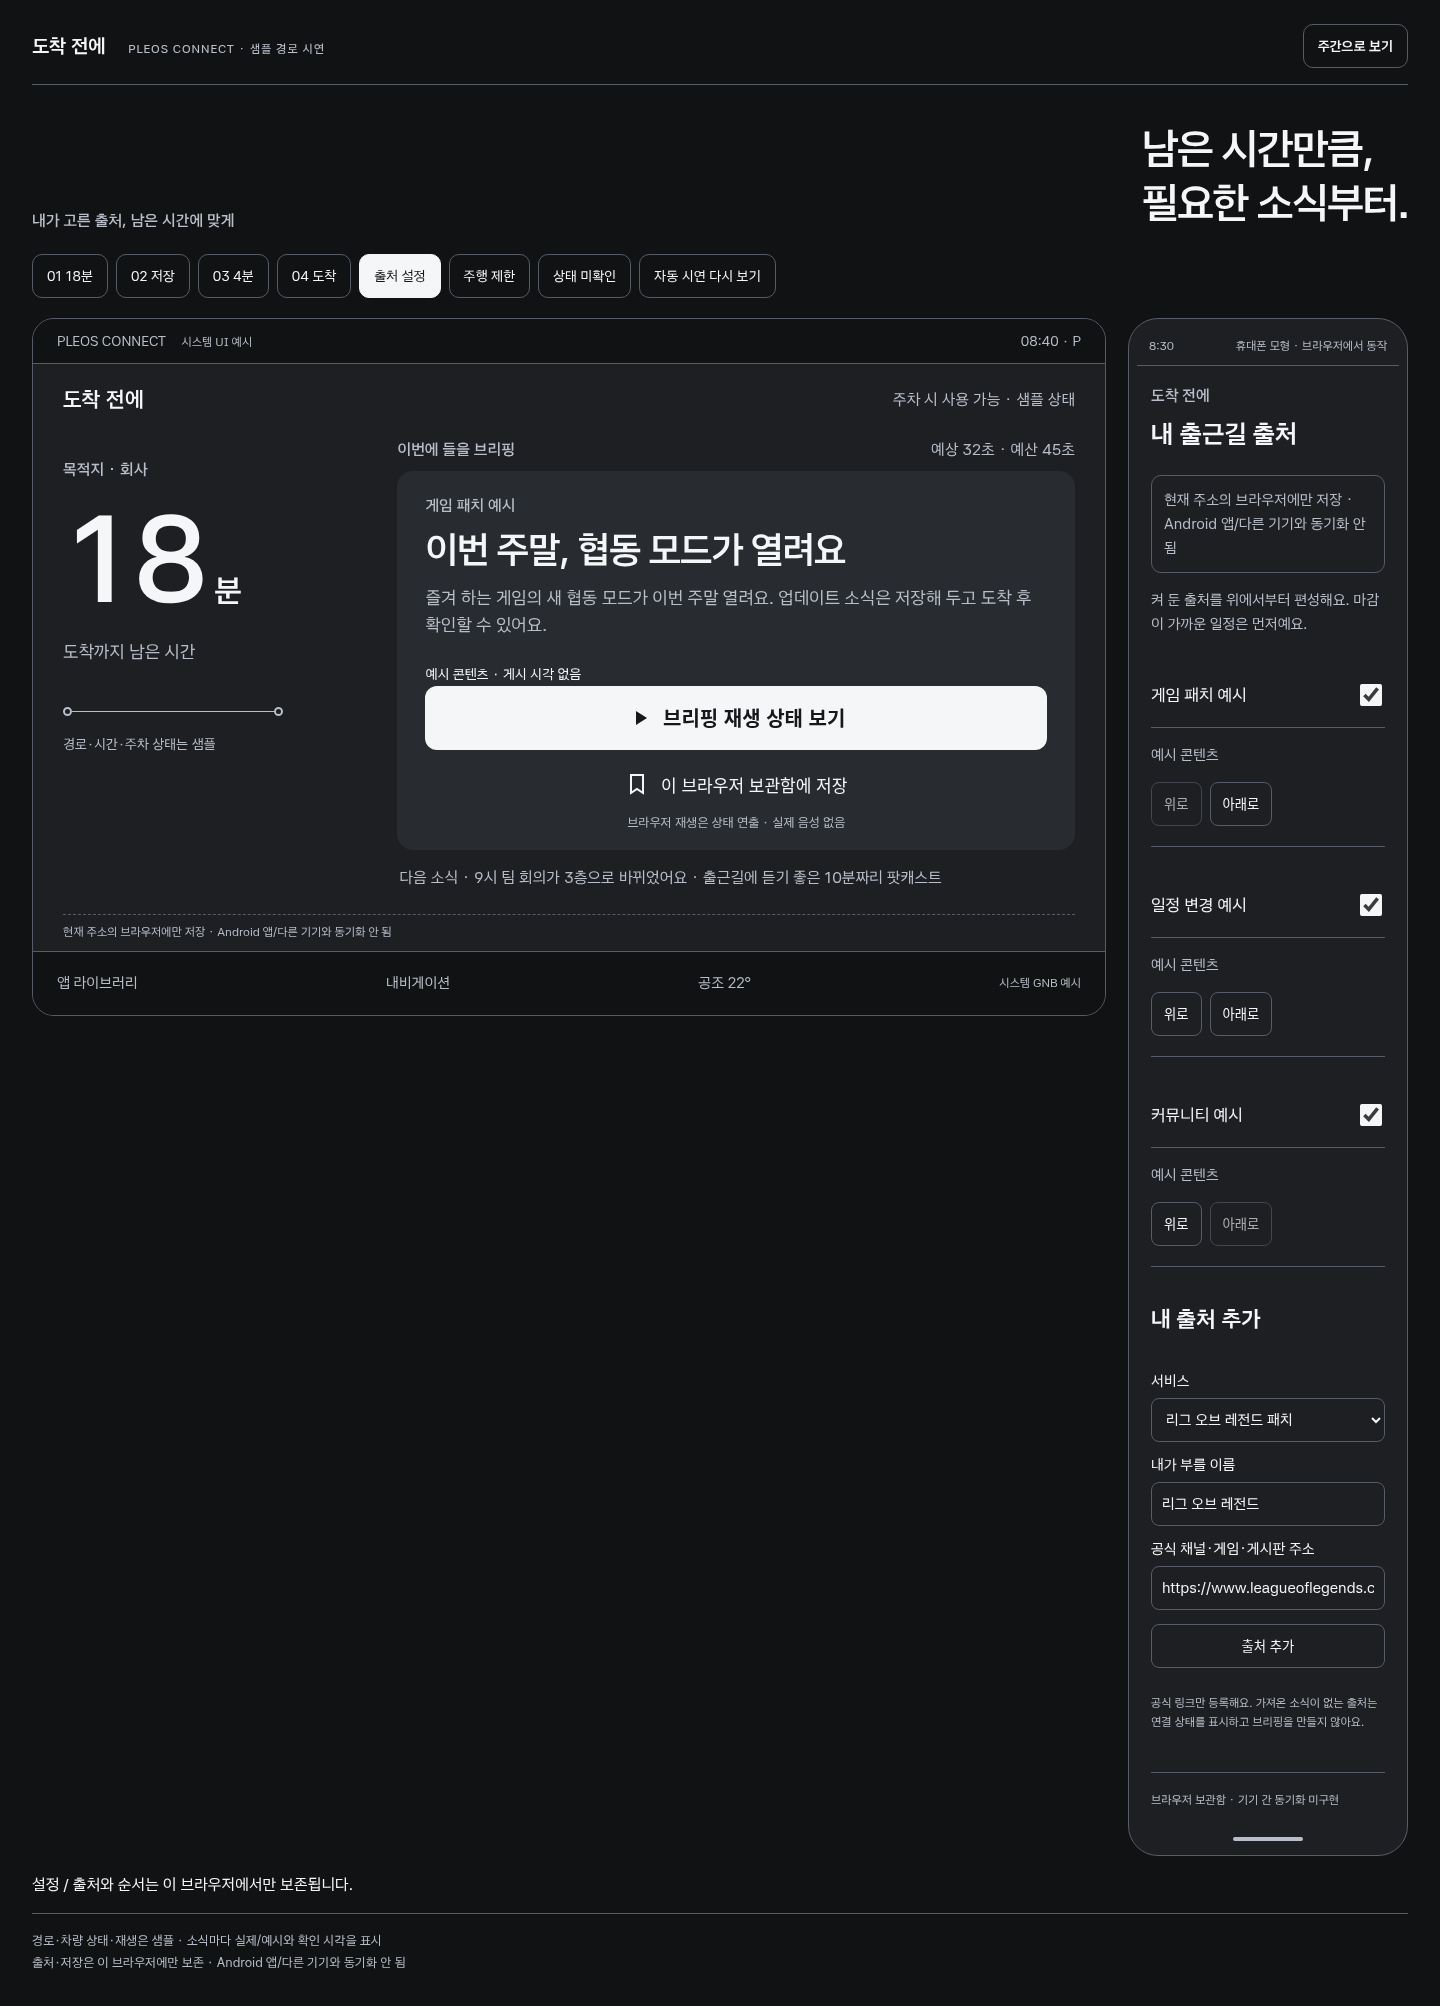 도착 전에
PLEOS CONNECT · 샘플 경로 시연
주간으로 보기
남은 시간만큼,
필요한 소식부터.
내가 고른 출처, 남은 시간에 맞게
01 18분
02 저장
03 4분
04 도착
출처 설정
주행 제한
상태 미확인
자동 시연 다시 보기
PLEOS CONNECT 시스템 UI 예시
08:40 · P
도착 전에
주차 시 사용 가능 · 샘플 상태
목적지 · 회사
18분
도착까지 남은 시간
경로·시간·주차 상태는 샘플
이번에 들을 브리핑
예상 32초 · 예산 45초
게임 패치 예시
이번 주말, 협동 모드가 열려요
즐겨 하는 게임의 새 협동 모드가 이번 주말 열려요. 업데이트 소식은 저장해 두고 도착 후
확인할 수 있어요.
예시 콘텐츠 · 게시 시각 없음
브리핑 재생 상태 보기
이 브라우저 보관함에 저장
브라우저 재생은 상태 연출 · 실제 음성 없음
다음 소식 · 9시 팀 회의가 3층으로 바뀌었어요 · 출근길에 듣기 좋은 10분짜리 팟캐스트
현재 주소의 브라우저에만 저장 · Android 앱/다른 기기와 동기화 안 됨
앱 라이브러리
내비게이션
공조 22°
시스템 GNB 예시
8:30
휴대폰 모형 · 브라우저에서 동작
도착 전에
내 출근길 출처
현재 주소의 브라우저에만 저장 ·
Android 앱/다른 기기와 동기화 안
됨
켜 둔 출처를 위에서부터 편성해요. 마감
이 가까운 일정은 먼저예요.
게임 패치 예시
예시 콘텐츠
위로
아래로
일정 변경 예시
예시 콘텐츠
위로
아래로
커뮤니티 예시
예시 콘텐츠
위로
아래로
내 출처 추가
서비스
리그 오브 레전드 패치
내가 부를 이름
리그 오브 레전드
공식 채널·게임·게시판 주소
https://www.leagueoflegends.c
출처 추가
공식 링크만 등록해요. 가져온 소식이 없는 출처는
연결 상태를 표시하고 브리핑을 만들지 않아요.
브라우저 보관함 · 기기 간 동기화 미구현
설정 / 출처와 순서는 이 브라우저에서만 보존됩니다.
경로·차량 상태·재생은 샘플 · 소식마다 실제/예시와 확인 시각을 표시
출처·저장은 이 브라우저에만 보존 · Android 앱/다른 기기와 동기화 안 됨